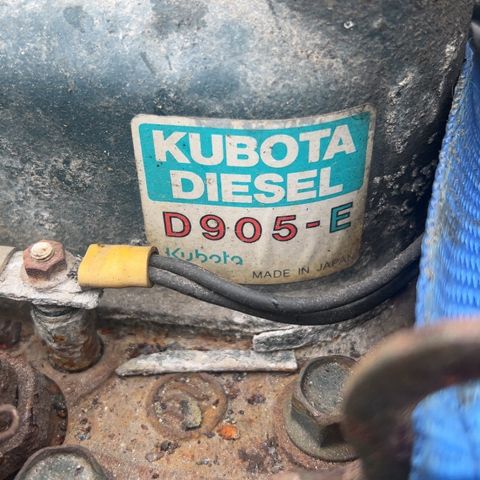 KUBOTA
DIESEL
D905-E
Kubota
MADE IN JAPAN